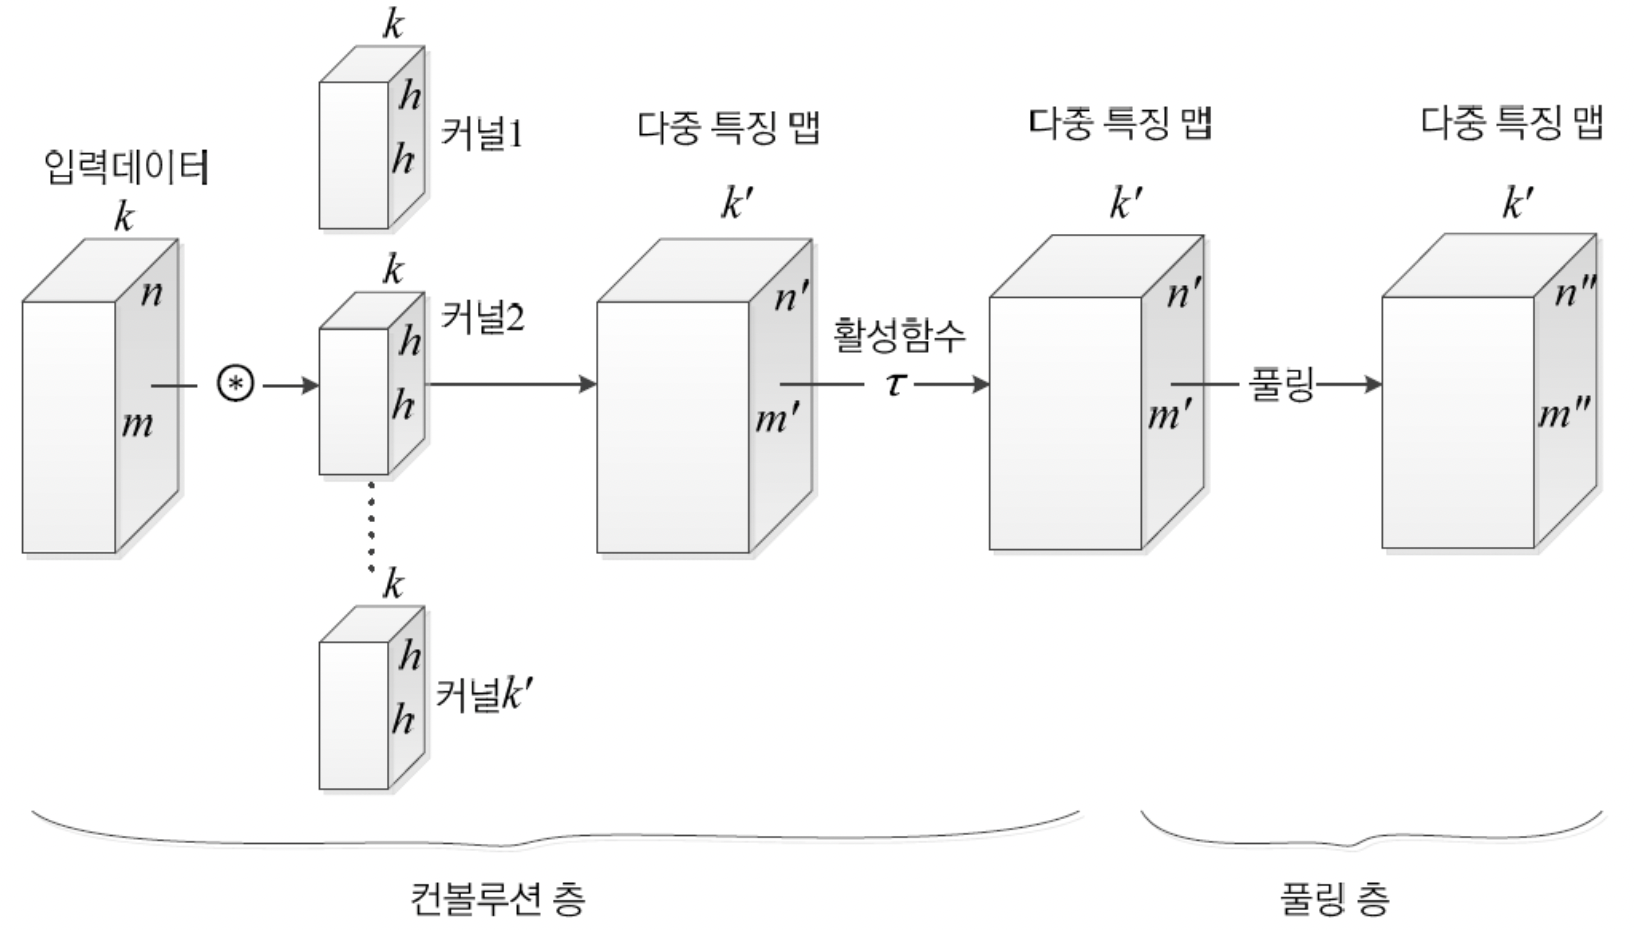 입력데이터
k
n
m
⊛
k
h
h
커널1
k
h
h
커널2
k
h
h
커널k′
다중 특징 맵
k′
n′
m′
활성함수
τ
다중 특징 맵
k′
n′
m′
풀링
다중 특징 맵
k′
n″
m″
컨볼루션 층
풀링 층